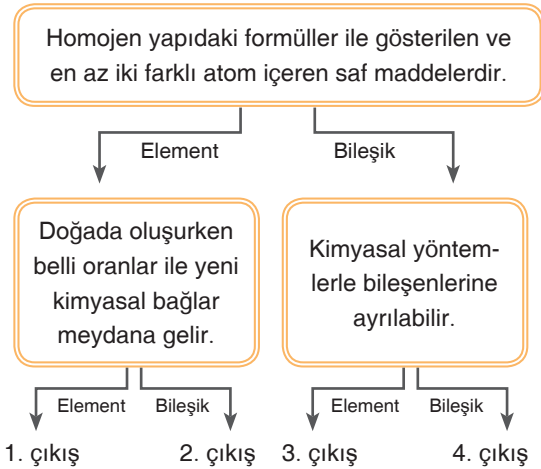 Homojen yapıdaki formüller ile gösterilen ve
en az iki farklı atom içeren saf maddelerdir.
Element
Bileşik
Doğada oluşurken
belli oranlar ile yeni
kimyasal bağlar
meydana gelir.
Kimyasal yöntem-
lerle bileşenlerine
ayrılabilir.
Element
Bileşik
Element
Bileşik
1. çıkış
2. çıkış
3. çıkış
4. çıkış